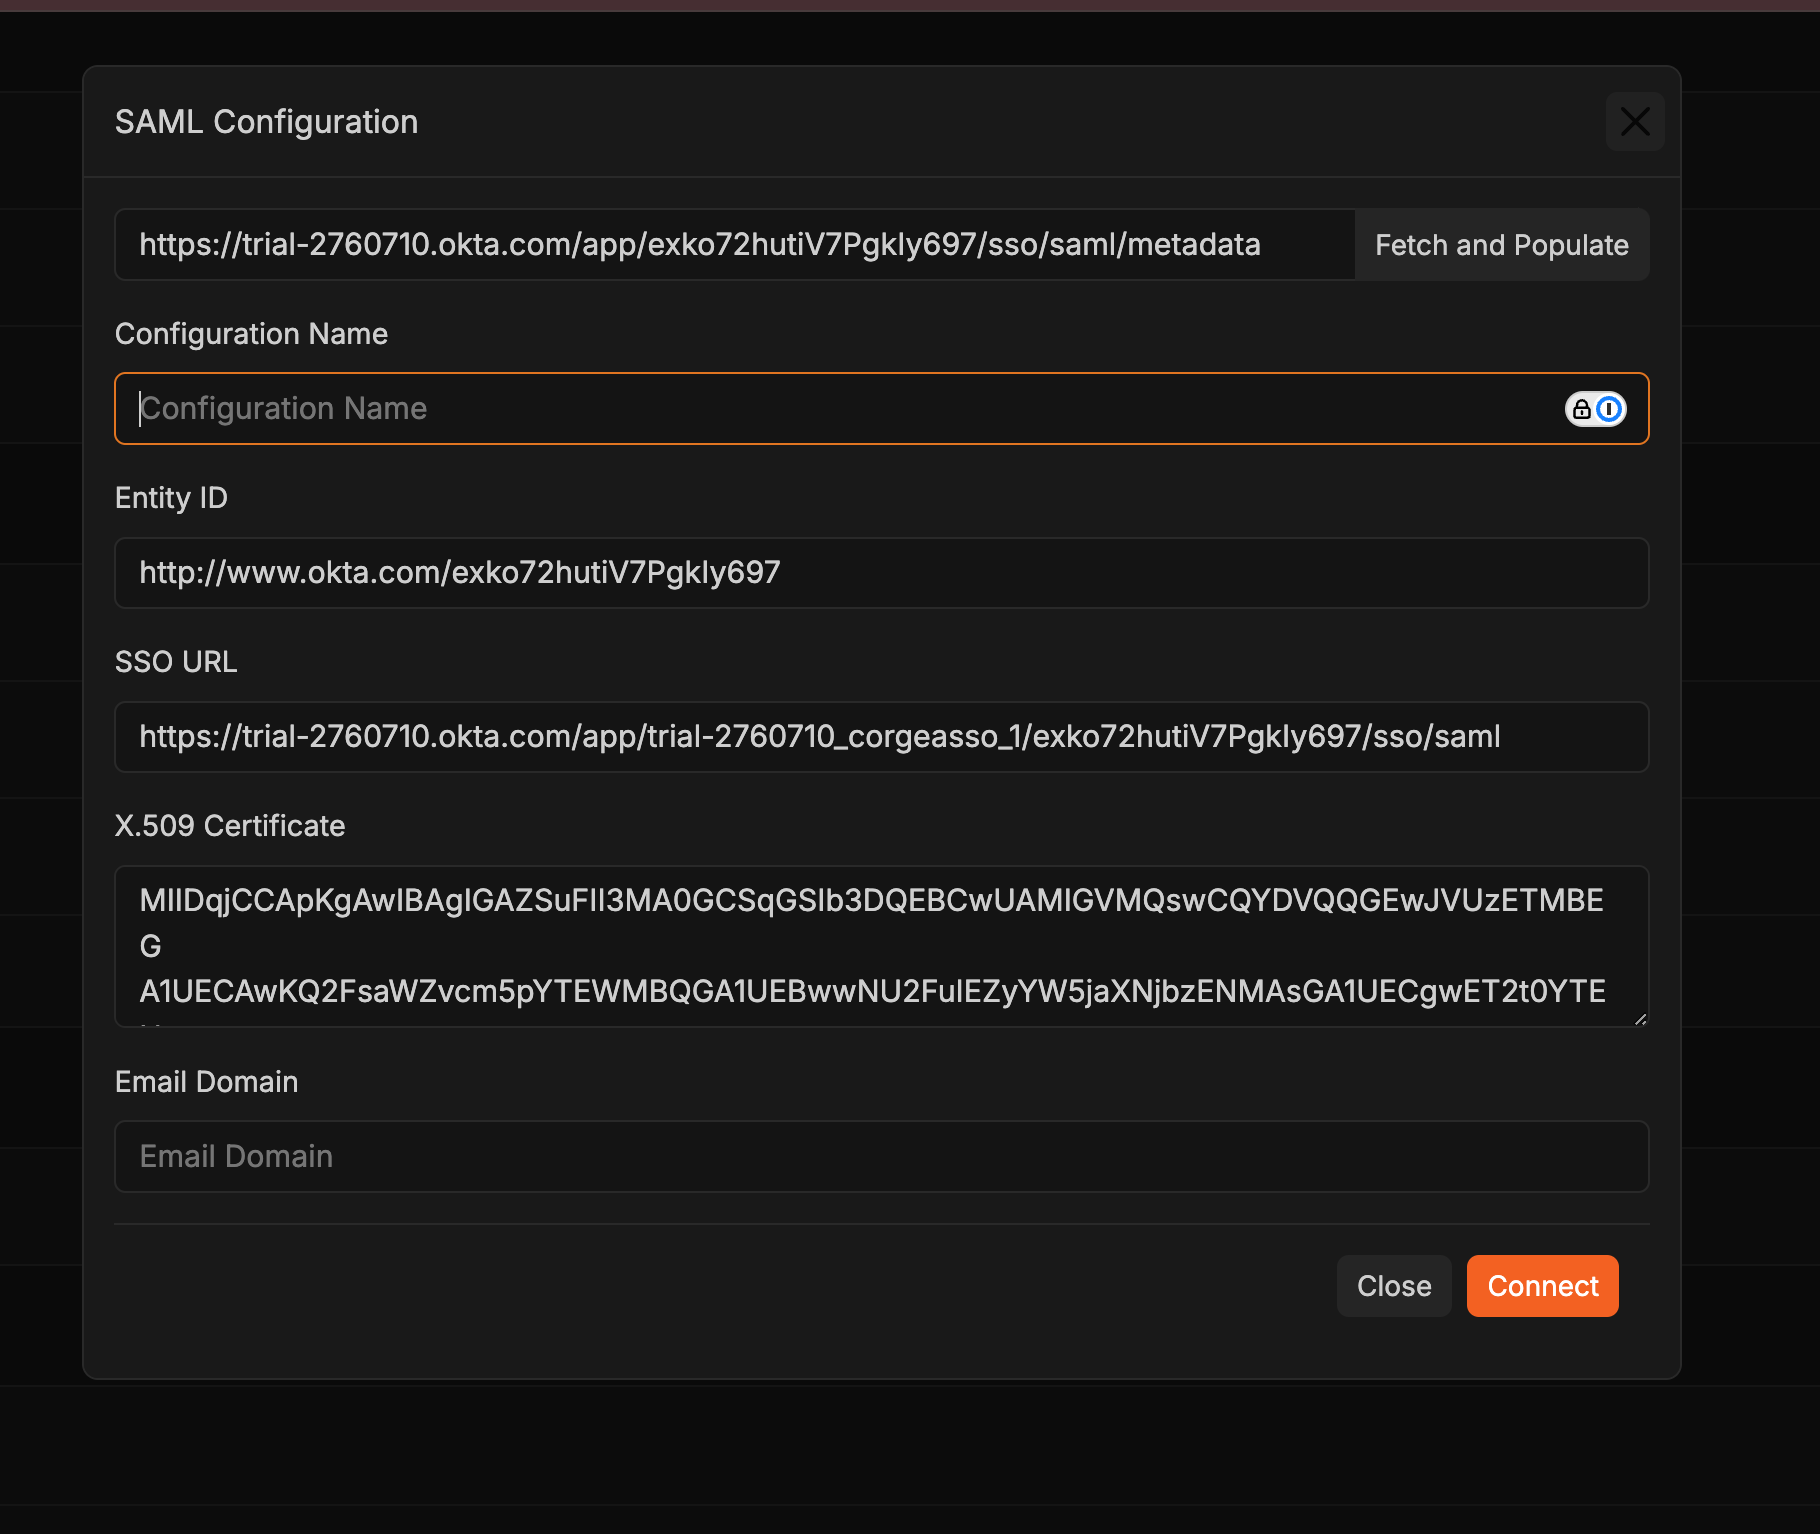 SAML Configuration
https://trial-2760710.okta.com/app/exko72hutiV7Pgkly697/sso/saml/metadata
Fetch and Populate
Configuration Name
Configuration Name
Entity ID
http://www.okta.com/exko72hutiV7Pgkly697
SSO URL
https://trial-2760710.okta.com/app/trial-2760710_corgeasso_1/exko72hutiV7Pgkly697/sso/saml
X.509 Certificate
MIIDqjCCApKgAwIBAgIGAZSuFII3MA0GCSqGSIb3DQEBCwUAMIGVMQswCQYDVQQGEwJVUzETMBE
G
A1UECAwKQ2FsaWZvcm5pYTEWMBQGA1UEBwwNU2FuIEZyYW5jaXNjbzENMAsGA1UECgwET2t0YTE
Email Domain
Email Domain
Close
Connect